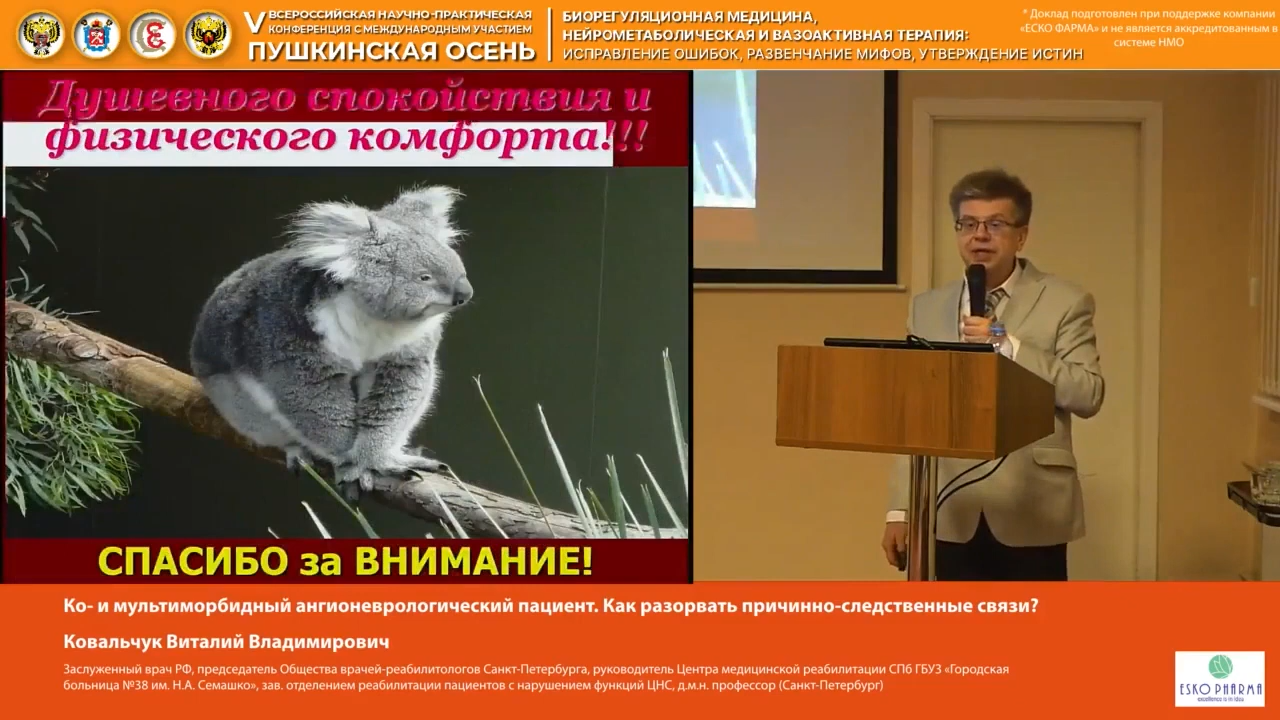 V ВСЕРОССИЙСКАЯ НАУЧНО-ПРАКТИЧЕСКАЯ
КОНФЕРЕНЦИЯ С МЕЖДУНАРОДНЫМ УЧАСТИЕМ
ПУШКИНСКАЯ ОСЕНЬ
БИОРЕГУЛЯЦИОННАЯ МЕДИЦИНА,
НЕЙРОМЕТАБОЛИЧЕСКАЯ И ВАЗОАКТИВНАЯ ТЕРАПИЯ:
ИСПРАВЛЕНИЕ ОШИБОК, РАЗВЕНЧАНИЕ МИФОВ, УТВЕРЖДЕНИЕ ИСТИН
* Доклад подготовлен при поддержке компании
«ЕСКО ФАРМА» и не является аккредитованным в
системе НМО
Душевного спокойствия и
физического комфорта!!!
СПАСИБО за ВНИМАНИЕ!
Ко- и мультиморбидный ангионеврологический пациент. Как разорвать причинно-следственные связи?
Ковальчук Виталий Владимирович
Заслуженный врач РФ, председатель Общества врачей-реабилитологов Санкт-Петербурга, руководитель Центра медицинской реабилитации СПб ГБУЗ «Городская
больница №38 им. Н.А. Семашко», зав. отделением реабилитации пациентов с нарушением функций ЦНС, д.м.н. профессор (Санкт-Петербург)
ESKO PHARMA
excellence is in idea